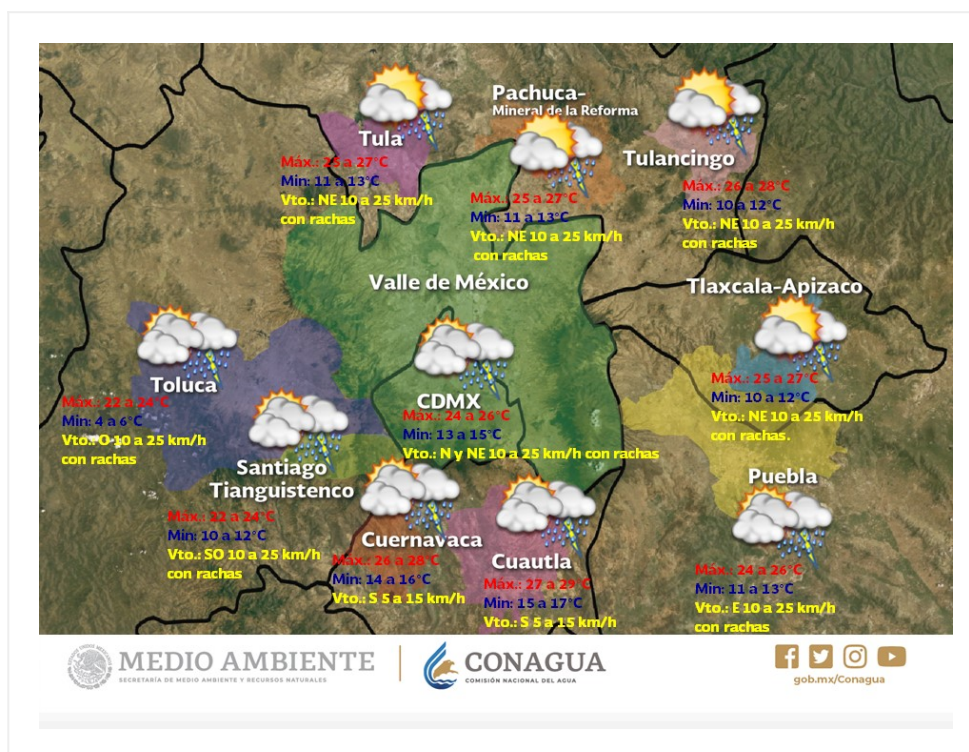 Tula
Máx.: 25 a 27°C
Min: 11 a 13°C
Vto.: NE 10 a 25 km/h
con rachas
Pachuca-
Mineral de la Reforma
Máx.: 25 a 27°C
Min: 11 a 13°C
Vto.: NE 10 a 25 km/h
con rachas
Tulancingo
Máx.: 26 a 28°C
Min: 10 a 12°C
Vto.: NE 10 a 25 km/h
con rachas
Valle de México
Tlaxcala-Apizaco
Máx.: 25 a 27°C
Min: 10 a 12°C
Vto.: NE 10 a 25 km/h
con rachas.
Toluca
Máx.: 22 a 24°C
Min: 4 a 6°C
Vto.: O 10 a 25 km/h
con rachas
CDMX
Máx.: 24 a 26°C
Min: 13 a 15°C
Vto.: N y NE 10 a 25 km/h con rachas
Santiago
Tianguistenco
Máx.: 22 a 24°C
Min: 10 a 12°C
Vto.: SO 10 a 25 km/h
con rachas
Cuernavaca
Máx.: 26 a 28°C
Min: 14 a 16°C
Vto.: S 5 a 15 km/h
Cuautla
Máx.: 27 a 29°C
Min: 15 a 17°C
Vto.: S 5 a 15 km/h
Puebla
Máx.: 24 a 26°C
Min: 11 a 13°C
Vto.: E 10 a 25 km/h
con rachas
MEDIO AMBIENTE
SECRETARÍA DE MEDIO AMBIENTE Y RECURSOS NATURALES
CONAGUA
COMISIÓN NACIONAL DEL AGUA
gob.mx/Conagua